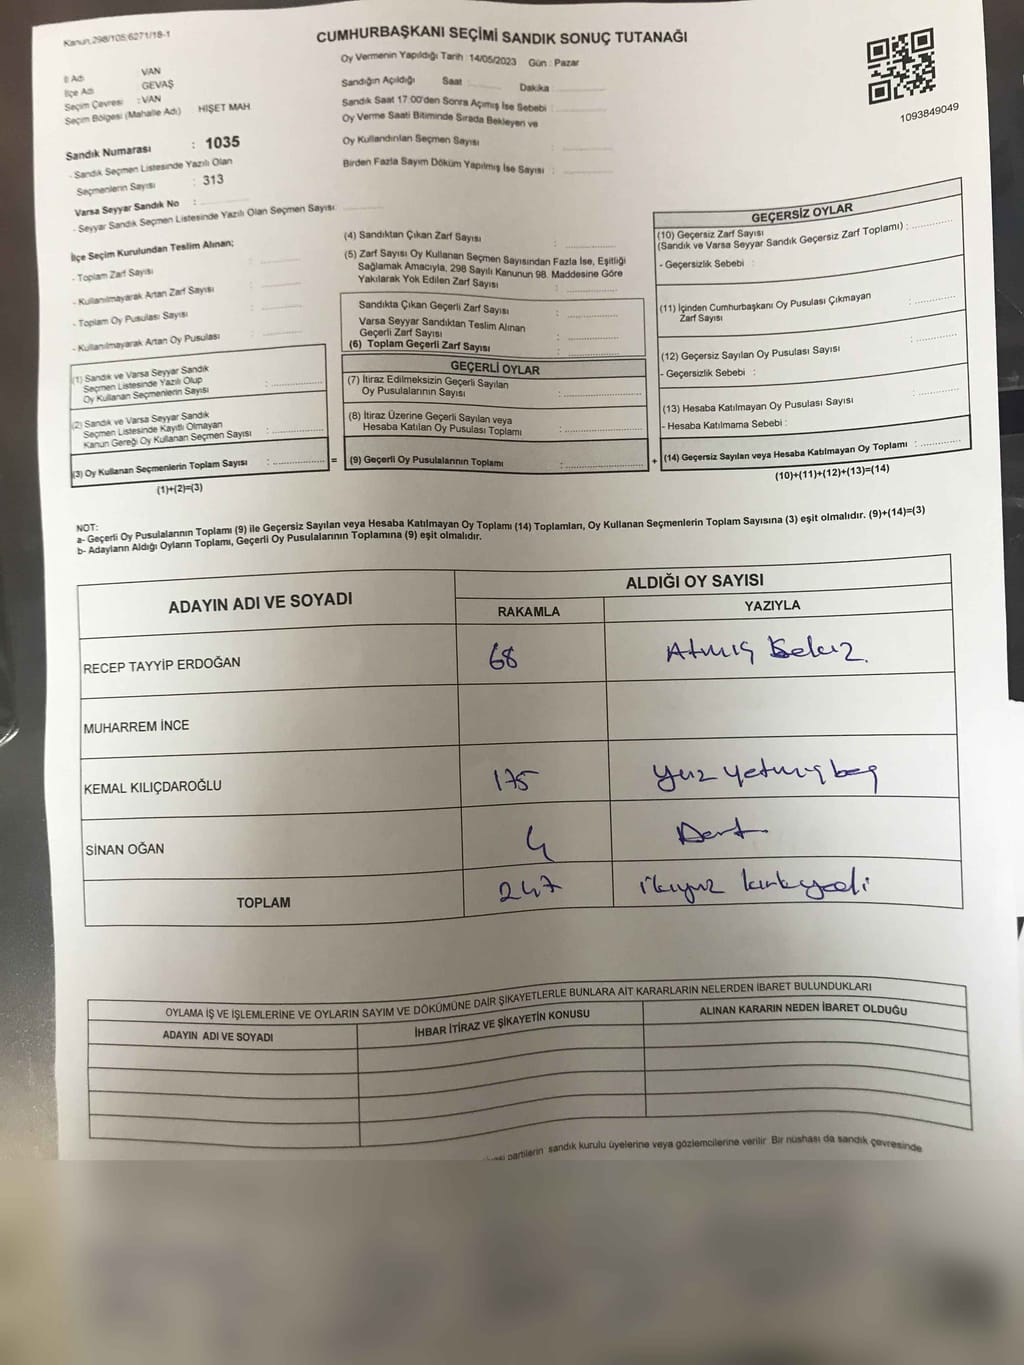 Kanun,298/105;6271/18-1
CUMHURBAŞKANI SEÇİMİ SANDIK SONUÇ TUTANAĞI
Oy Vermenin Yapıldığı Tarih : 14/05/2023 Gün : Pazar
1093849049
İl Adı VAN
İlçe Adı GEVAŞ
Seçim Çevresi : VAN
Seçim Bölgesi (Mahalle Adı) HİŞET MAH
Sandık Numarası : 1035
- Sandık Seçmen Listesinde Yazılı Olan
Seçmenlerin Sayısı : 313
Varsa Seyyar Sandık No :
- Seyyar Sandık Seçmen Listesinde Yazılı Olan Seçmen Sayısı:
Sandığın Açıldığı Saat Dakika
Sandık Saat 17:00'den Sonra Açımış İse Sebebi :
Oy Verme Saati Bitiminde Sırada Bekleyen ve
Oy Kullandırılan Seçmen Sayısı :
Birden Fazla Sayım Döküm Yapılmış İse Sayısı :
İlçe Seçim Kurulundan Teslim Alınan;
- Toplam Zarf Sayısı :
- Kullanılmayarak Artan Zarf Sayısı :
- Toplam Oy Pusulası Sayısı :
- Kullanılmayarak Artan Oy Pusulası :
(1) Sandık ve Varsa Seyyar Sandık
Seçmen Listesinde Yazılı Olup
Oy Kullanan Seçmenlerin Sayısı :
(2) Sandık ve Varsa Seyyar Sandık
Seçmen Listesinde Kayıtlı Olmayan
Kanun Gereği Oy Kullanan Seçmen Sayısı :
(3) Oy Kullanan Seçmenlerin Toplam Sayısı : =
(1)+(2)=(3)
(4) Sandıktan Çıkan Zarf Sayısı :
(5) Zarf Sayısı Oy Kullanan Seçmen Sayısından Fazla İse, Eşitliği
Sağlamak Amacıyla, 298 Sayılı Kanunun 98. Maddesine Göre
Yakılarak Yok Edilen Zarf Sayısı :
Sandıkta Çıkan Geçerli Zarf Sayısı :
Varsa Seyyar Sandıktan Teslim Alınan
Geçerli Zarf Sayısı :
(6) Toplam Geçerli Zarf Sayısı :
GEÇERLİ OYLAR
(7) İtiraz Edilmeksizin Geçerli Sayılan
Oy Pusulalarının Sayısı :
(8) İtiraz Üzerine Geçerli Sayılan veya
Hesaba Katılan Oy Pusulası Toplamı :
(9) Geçerli Oy Pusulalarının Toplamı : +
GEÇERSİZ OYLAR
(10) Geçersiz Zarf Sayısı
(Sandık ve Varsa Seyyar Sandık Geçersiz Zarf Toplamı) :
- Geçersizlik Sebebi :
(11) İçinden Cumhurbaşkanı Oy Pusulası Çıkmayan
Zarf Sayısı :
(12) Geçersiz Sayılan Oy Pusulası Sayısı :
- Geçersizlik Sebebi :
(13) Hesaba Katılmayan Oy Pusulası Sayısı :
- Hesaba Katılmama Sebebi :
(14) Geçersiz Sayılan veya Hesaba Katılmayan Oy Toplamı :
(10)+(11)+(12)+(13)=(14)
NOT:
a- Geçerli Oy Pusulalarının Toplamı (9) ile Geçersiz Sayılan veya Hesaba Katılmayan Oy Toplamı (14) Toplamları, Oy Kullanan Seçmenlerin Toplam Sayısına (3) eşit olmalıdır. (9)+(14)=(3)
b- Adayların Aldığı Oyların Toplamı, Geçerli Oy Pusulalarının Toplamına (9) eşit olmalıdır.
ADAYIN ADI VE SOYADI
ALDIĞI OY SAYISI
RAKAMLA YAZIYLA
RECEP TAYYİP ERDOĞAN 68 Atmış Sekiz.
MUHARREM İNCE
KEMAL KILIÇDAROĞLU 175 Yüz yetmiş beş
SİNAN OĞAN 4 Dört
TOPLAM 247 ikiyüz kırkyedi
OYLAMA İŞ VE İŞLEMLERİNE VE OYLARIN SAYIM VE DÖKÜMÜNE DAİR ŞİKAYETLERLE BUNLARA AİT KARARLARIN NELERDEN İBARET BULUNDUKLARI
ADAYIN ADI VE SOYADI İHBAR İTİRAZ VE ŞİKAYETİN KONUSU ALINAN KARARIN NEDEN İBARET OLDUĞU
partilerin sandık kurulu üyelerine veya gözlemcilerine verilir Bir nüshası da sandık çevresinde